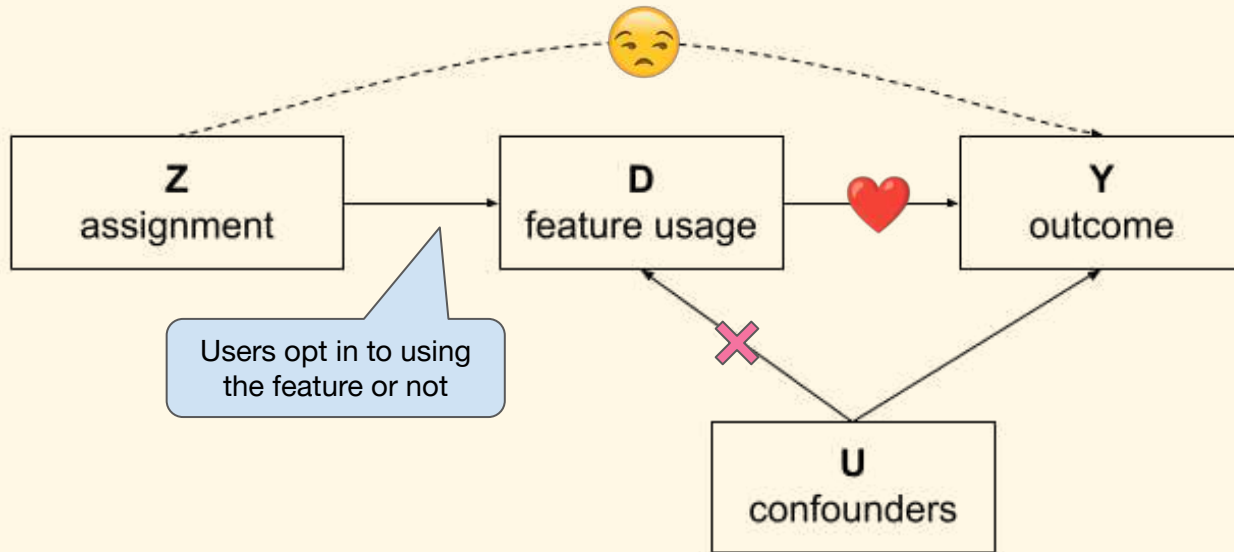 Z
assignment
D
feature usage
Y
outcome
Users opt in to using
the feature or not
U
confounders